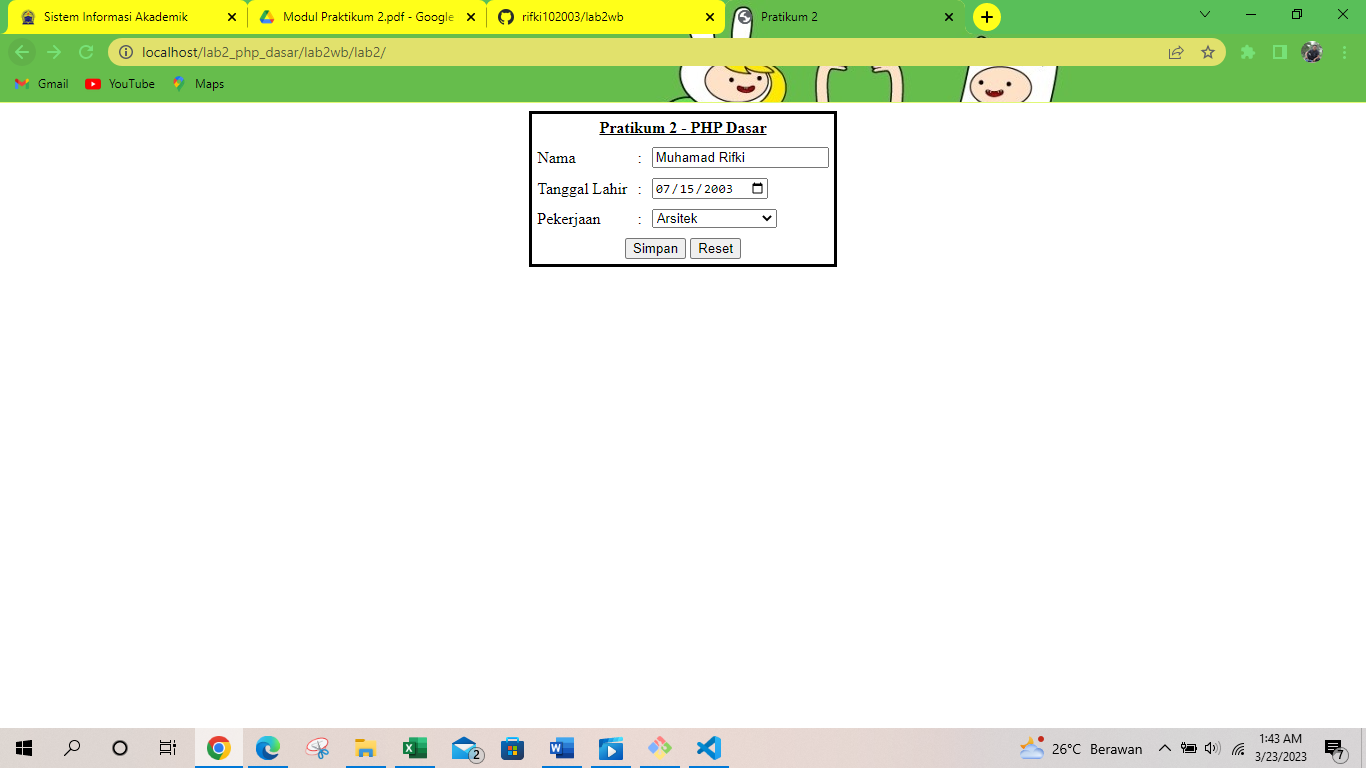 Sistem Informasi Akademik
Modul Praktikum 2.pdf - Google
rifki102003/lab2wb
Pratikum 2
localhost/lab2_php_dasar/lab2wb/lab2/
Gmail YouTube Maps
Pratikum 2 - PHP Dasar
Nama : Muhamad Rifki
Tanggal Lahir : 07/15/2003
Pekerjaan : Arsitek
Simpan Reset
2
26°C Berawan
1:43 AM
3/23/2023
7